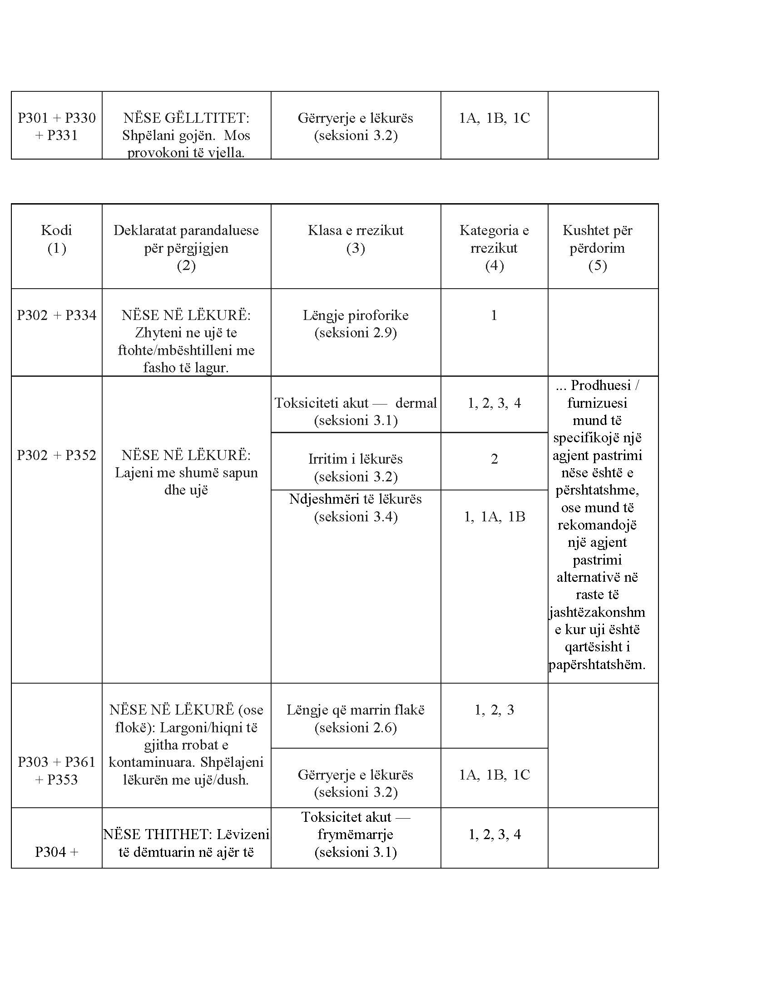 P301 + P330
+ P331
NËSE GËLLTITET:
Shpëlani gojën.  Mos
provokoni të vjella.
Gërryerje e lëkurës
(seksioni 3.2)
1A, 1B, 1C
Kodi
(1)
Deklaratat parandaluese
për përgjigjen
(2)
Klasa e rrezikut
(3)
Kategoria e
rrezikut
(4)
Kushtet për
përdorim
(5)
P302 + P334
NËSE NË LËKURË:
Zhyteni ne ujë te
ftohte/mbështilleni me
fasho të lagur.
Lëngje piroforike
(seksioni 2.9)
1
P302 + P352
NËSE NË LËKURË:
Lajeni me shumë sapun
dhe ujë
Toksiciteti akut —  dermal
(seksioni 3.1)
1, 2, 3, 4
Irritim i lëkurës
(seksioni 3.2)
2
Ndjeshmëri të lëkurës
(seksioni 3.4)
1, 1A, 1B
... Prodhuesi /
furnizuesi
mund të
specifikojë një
agjent pastrimi
nëse është e
përshtatshme,
ose mund të
rekomandojë
një agjent
pastrimi
alternativë në
raste të
jashtëzakonshm
e kur uji është
qartësisht i
papërshtatshëm.
P303 + P361
+ P353
NËSE NË LËKURË (ose
flokë): Largoni/hiqni të
gjitha rrobat e
kontaminuara. Shpëlajeni
lëkurën me ujë/dush.
Lëngje që marrin flakë
(seksioni 2.6)
1, 2, 3
Gërryerje e lëkurës
(seksioni 3.2)
1A, 1B, 1C
P304 +
NËSE THITHET: Lëvizeni
të dëmtuarin në ajër të
Toksicitet akut —
frymëmarrje
(seksioni 3.1)
1, 2, 3, 4